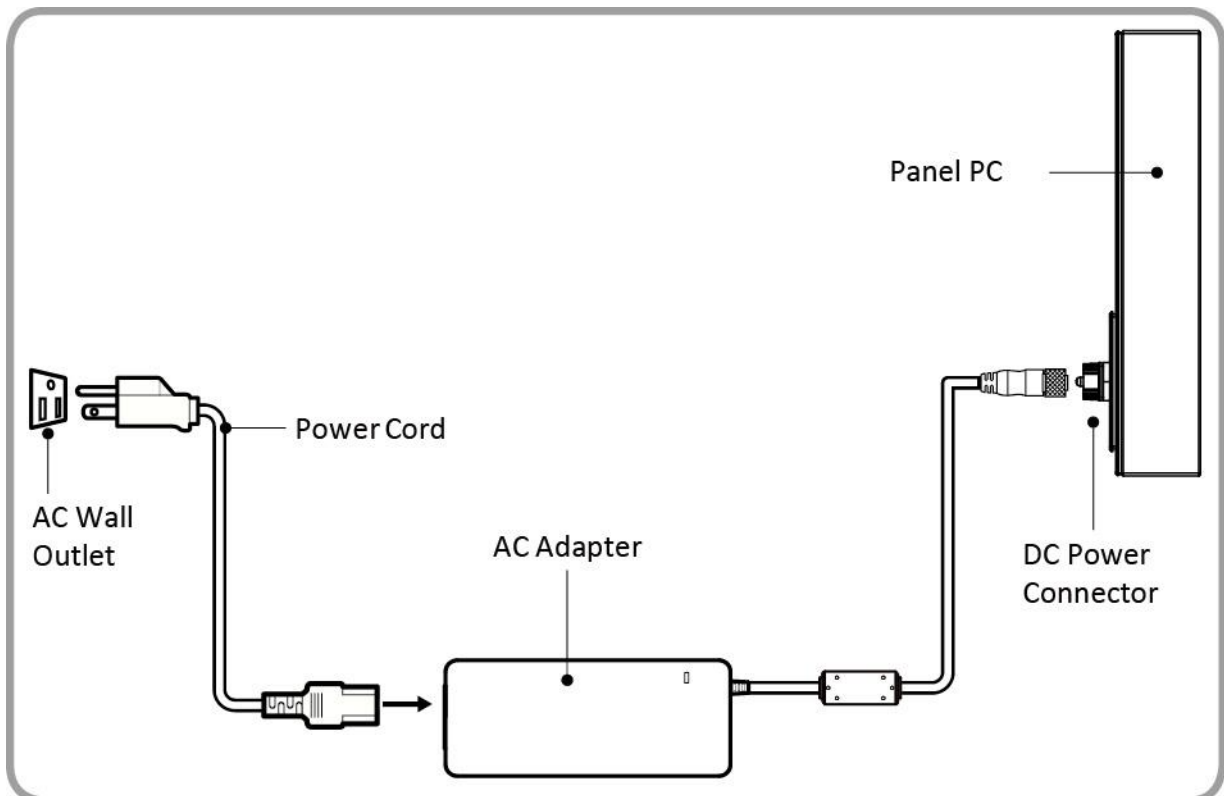 Panel PC
Power Cord
AC Wall
Outlet
AC Adapter
DC Power
Connector